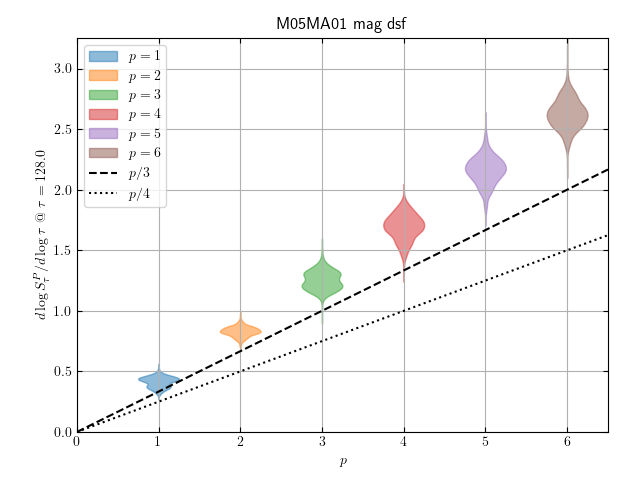 M05MA01 mag dsf
p = 1
p = 2
p = 3
p = 4
p = 5
p = 6
p/3
p/4
d log S_τ^P / d log τ @ τ = 128.0
3.0
2.5
2.0
1.5
1.0
0.5
0.0
0 1 2 3 4 5 6
p